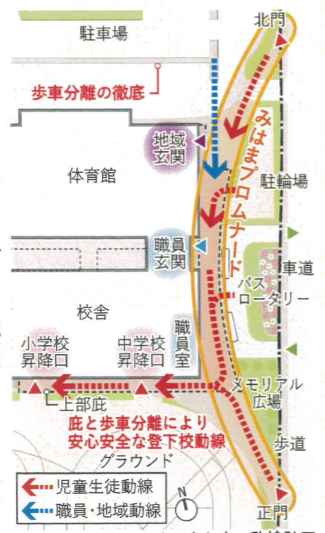 北門
駐車場
歩車分離の徹底
地域
玄関
みはまプロムナード
体育館
駐輪場
職員
玄関
車道
バス
ロータリー
校舎
職員室
小学校
昇降口
中学校
昇降口
メモリアル
広場
上部庇
庇と歩車分離により
安心安全な登下校動線
歩道
グラウンド
児童生徒動線
職員・地域動線
N
正門